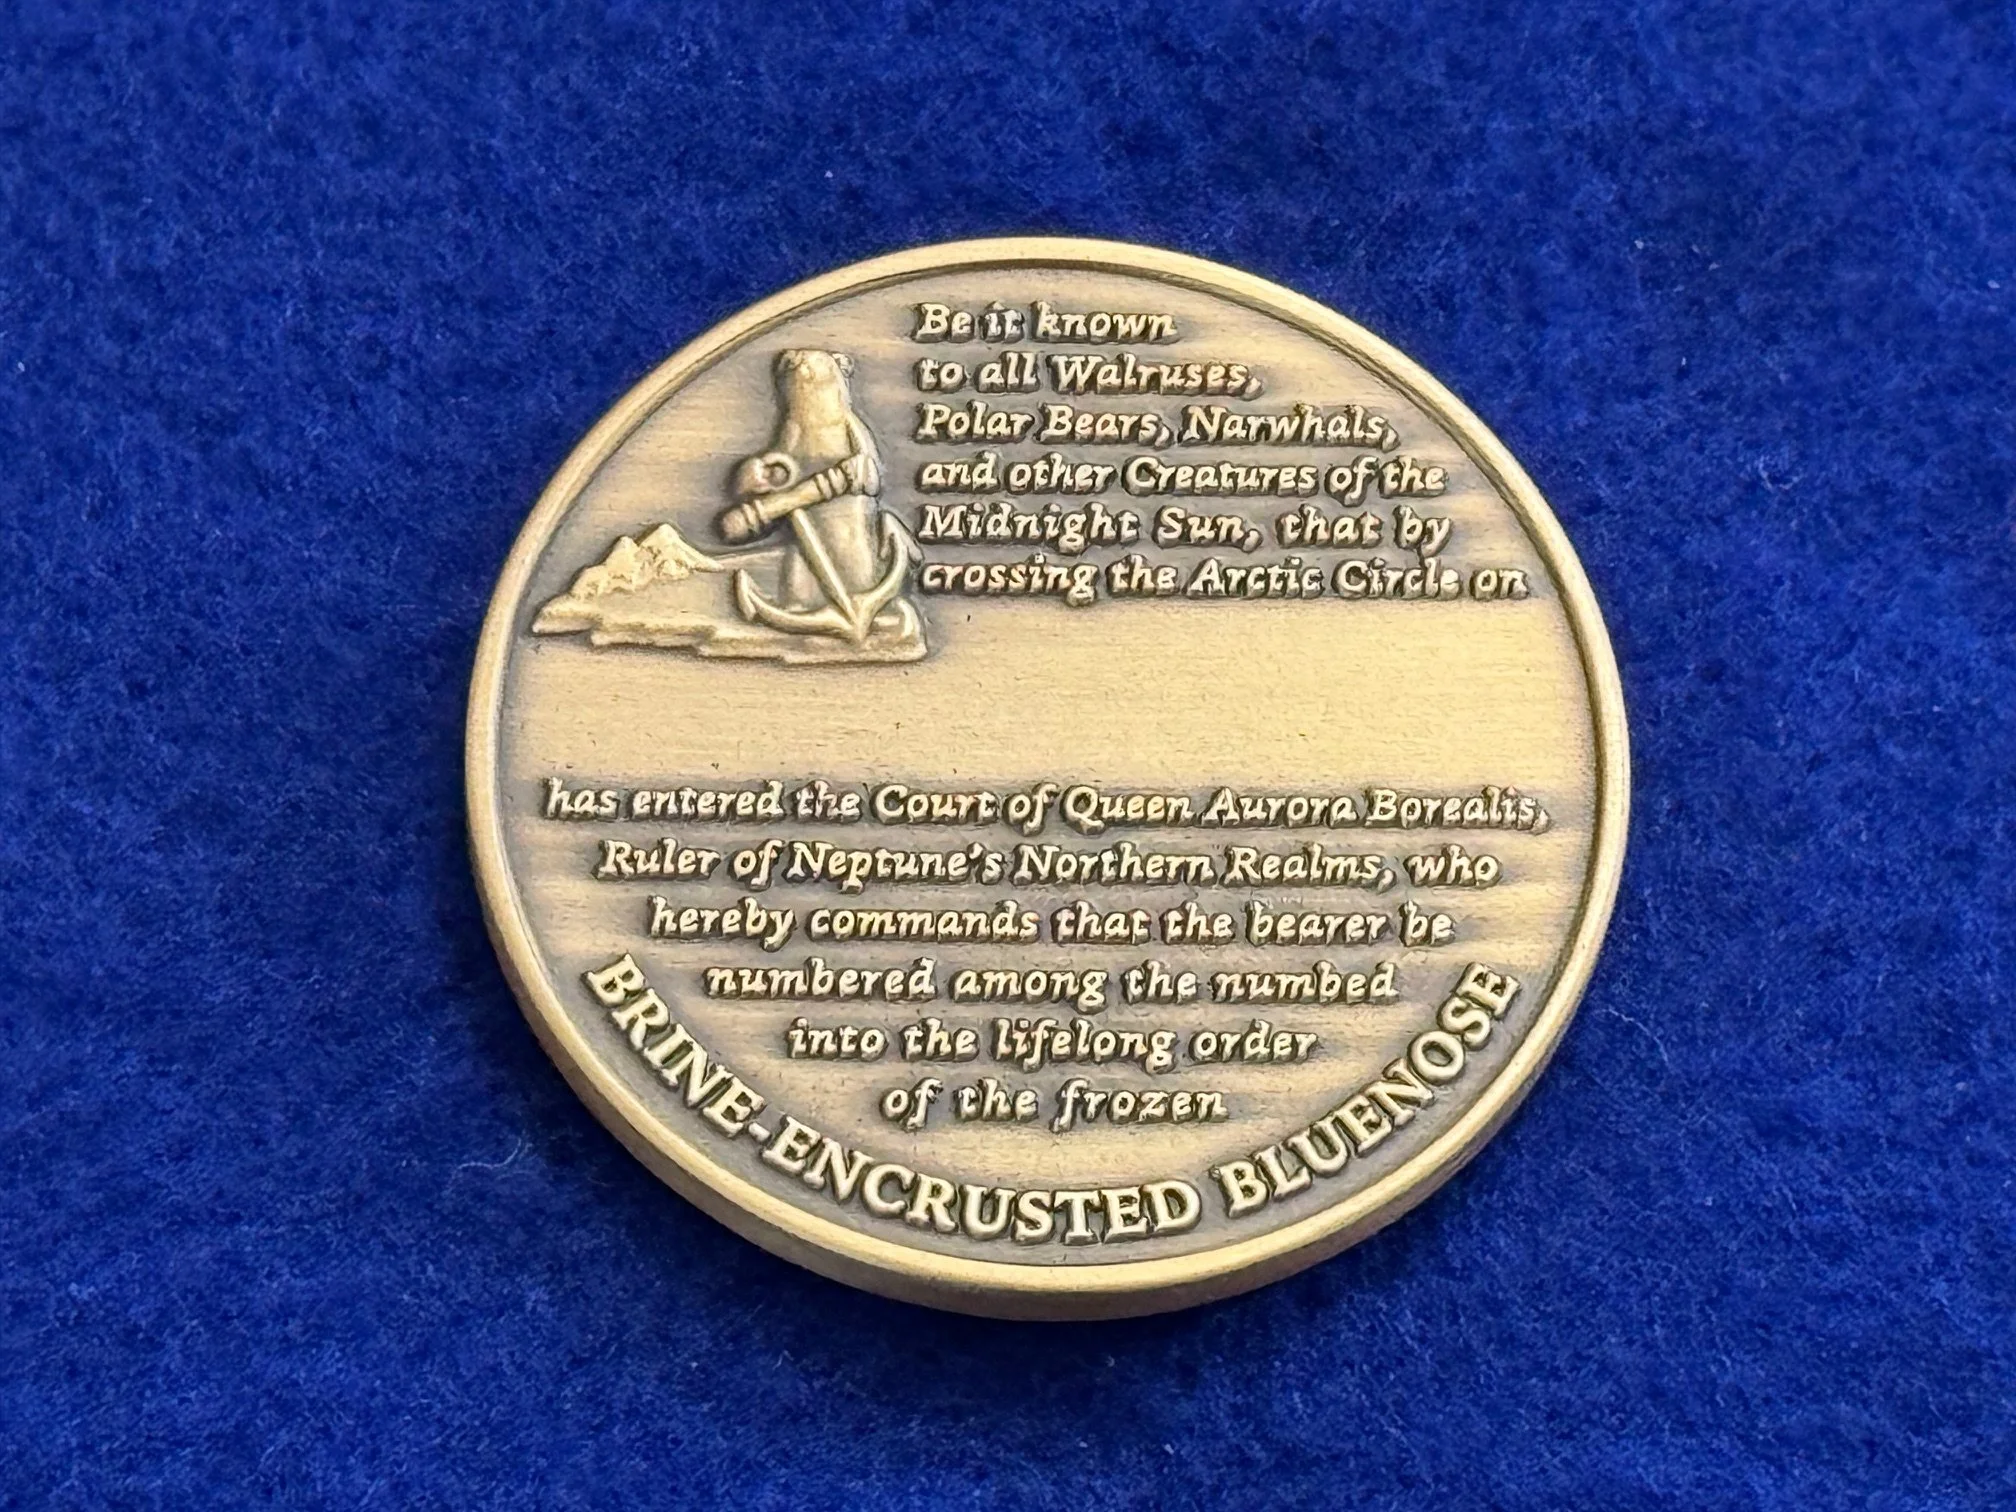 Be it known
to all Walruses,
Polar Bears, Narwhals,
and other Creatures of the
Midnight Sun, that by
crossing the Arctic Circle on
has entered the Court of Queen Aurora Borealis,
Ruler of Neptune's Northern Realms, who
hereby commands that the bearer be
numbered among the numbed
into the lifelong order
of the frozen
BRINE-ENCRUSTED BLUENOSE